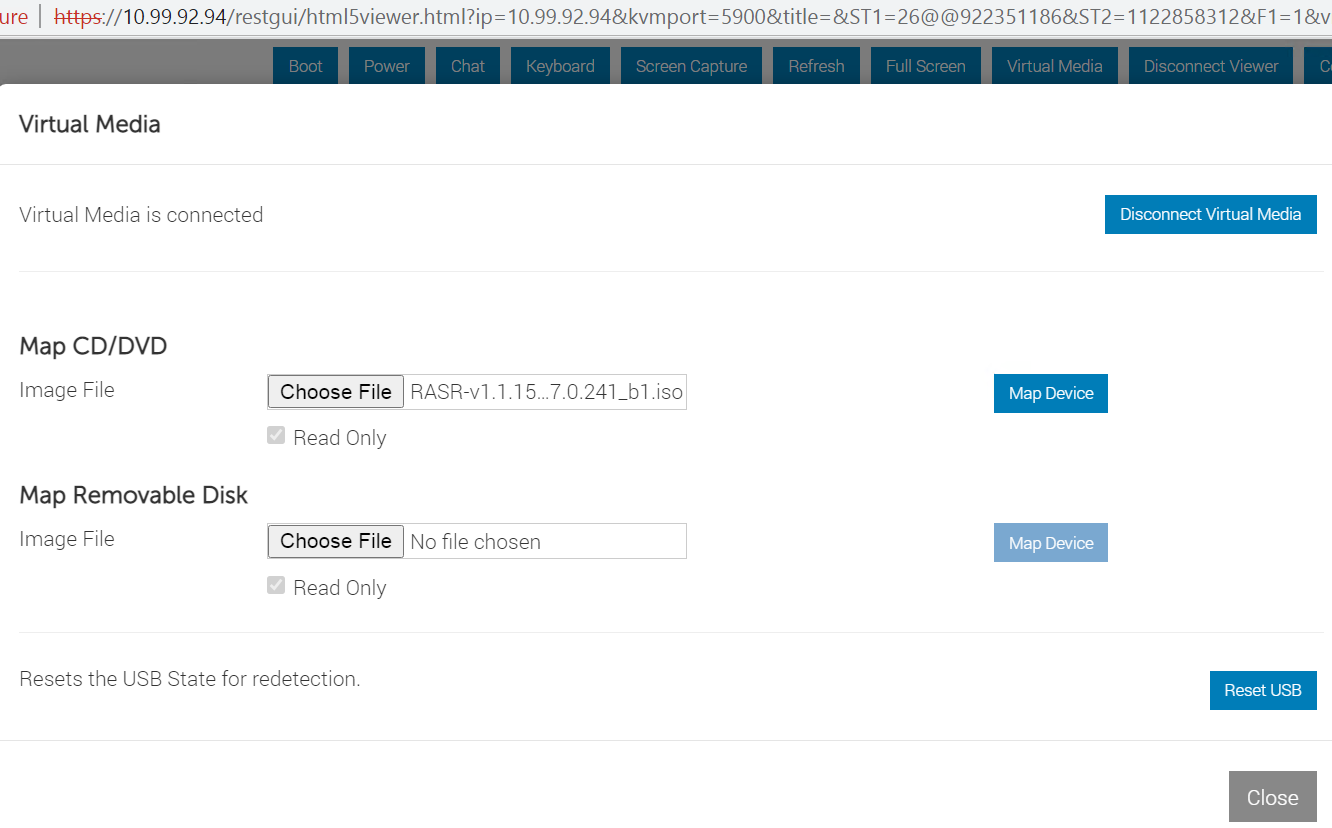 ure https://10.99.92.94/restgui/html5viewer.html?ip=10.99.92.94&kvmport=5900&title=&ST1=26@@922351186&ST2=1122858312&F1=1&v
Boot Power Chat Keyboard Screen Capture Refresh Full Screen Virtual Media Disconnect Viewer C
Virtual Media
Virtual Media is connected Disconnect Virtual Media
Map CD/DVD
Image File Choose File RASR-v1.1.15...7.0.241_b1.iso Map Device
Read Only
Map Removable Disk
Image File Choose File No file chosen Map Device
Read Only
Resets the USB State for redetection. Reset USB
Close